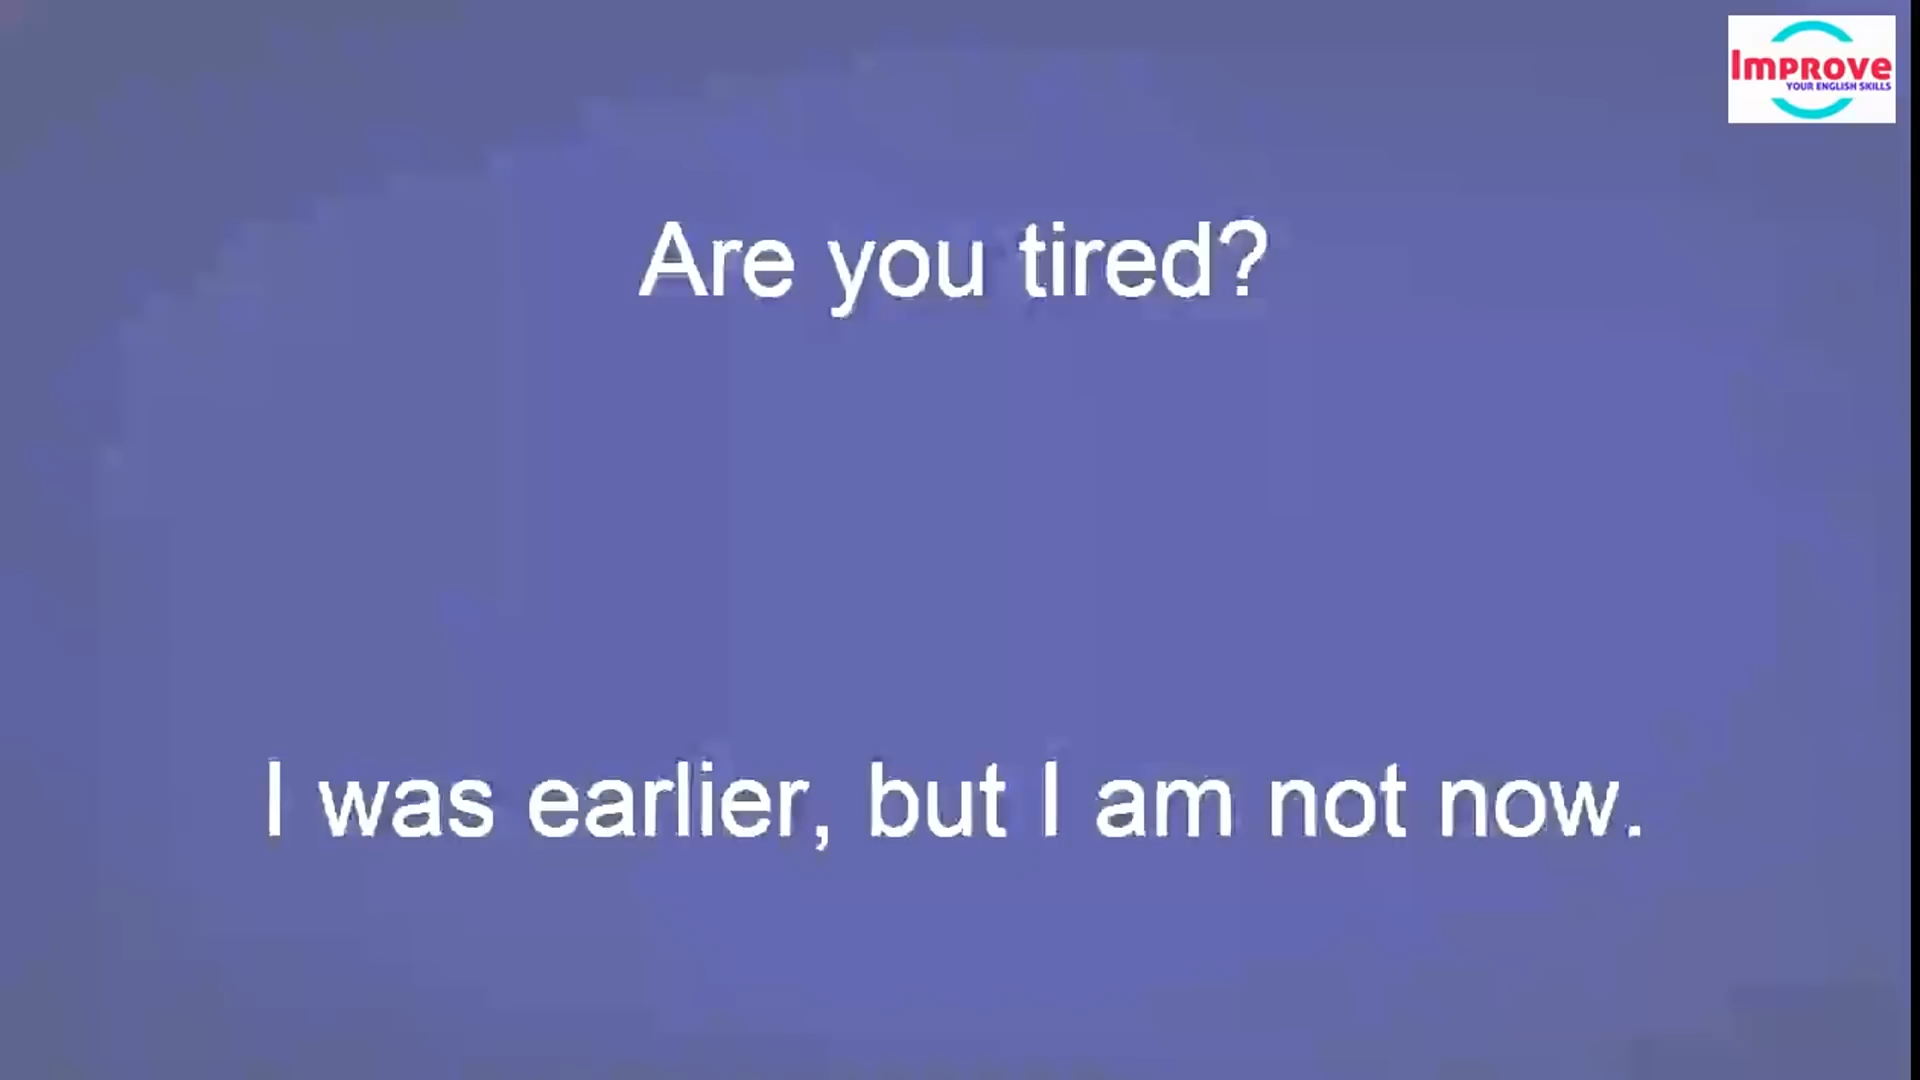 Improve
YOUR ENGLISH SKILLS
Are you tired?
I was earlier, but I am not now.